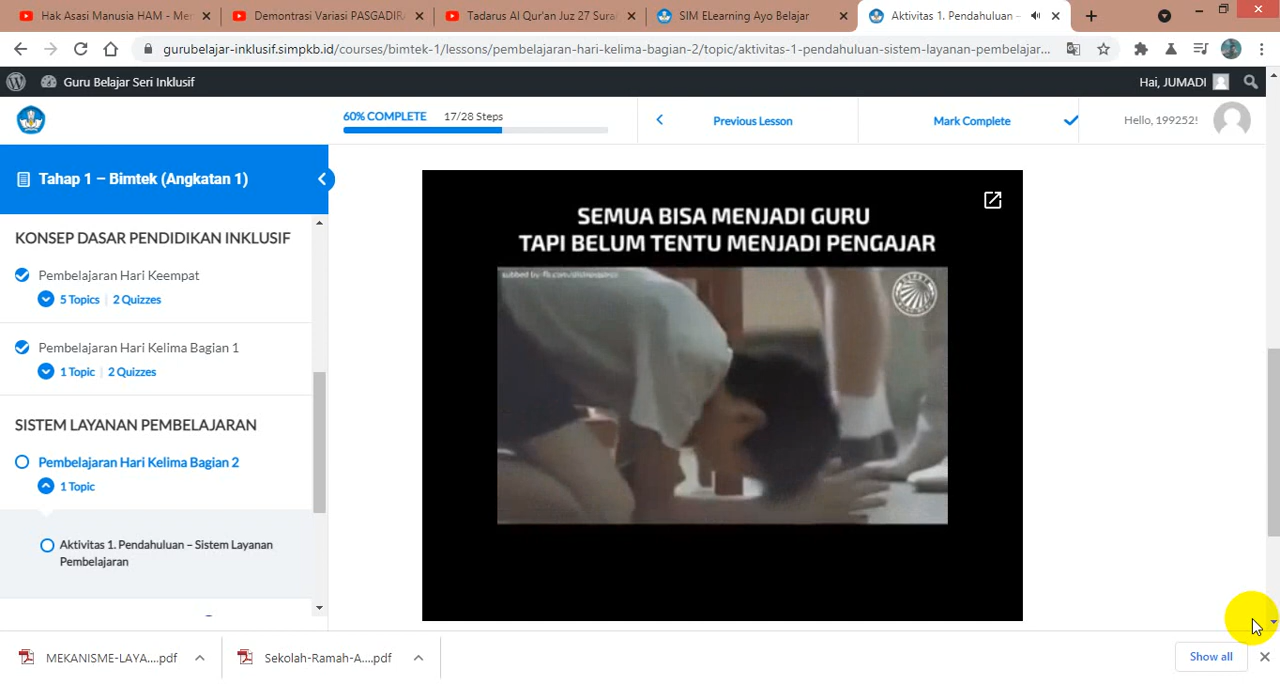 Hak Asasi Manusia HAM - Me
Demontrasi Variasi PASGADIR
Tadarus Al Qur'an Juz 27 Sura
SIM ELearning Ayo Belajar
Aktivitas 1. Pendahuluan -
gurubelajar-inklusif.simpkb.id/courses/bimtek-1/lessons/pembelajaran-hari-kelima-bagian-2/topic/aktivitas-1-pendahuluan-sistem-layanan-pembelajar...
Guru Belajar Seri Inklusif
Hai, JUMADI
60% COMPLETE 17/28 Steps
Previous Lesson
Mark Complete
Hello, 199252!
Tahap 1 – Bimtek (Angkatan 1)
KONSEP DASAR PENDIDIKAN INKLUSIF
Pembelajaran Hari Keempat
5 Topics | 2 Quizzes
Pembelajaran Hari Kelima Bagian 1
1 Topic | 2 Quizzes
SISTEM LAYANAN PEMBELAJARAN
Pembelajaran Hari Kelima Bagian 2
1 Topic
Aktivitas 1. Pendahuluan – Sistem Layanan
Pembelajaran
SEMUA BISA MENJADI GURU
TAPI BELUM TENTU MENJADI PENGAJAR
MEKANISME-LAYA....pdf
Sekolah-Ramah-A....pdf
Show all